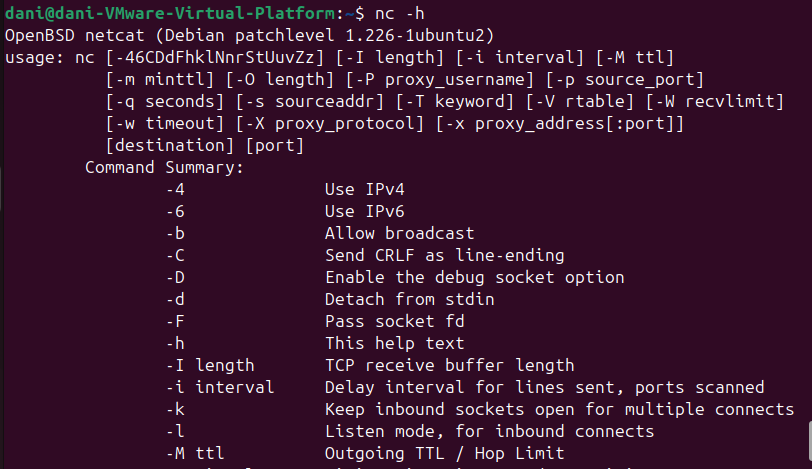 dani@dani-VMware-Virtual-Platform:~$ nc -h
OpenBSD netcat (Debian patchlevel 1.226-1ubuntu2)
usage: nc [-46CDdFhklNnrStUuvZz] [-I length] [-i interval] [-M ttl]
[-m minttl] [-O length] [-P proxy_username] [-p source_port]
[-q seconds] [-s sourceaddr] [-T keyword] [-V rtable] [-W recvlimit]
[-w timeout] [-X proxy_protocol] [-x proxy_address[:port]]
[destination] [port]
Command Summary:
-4 Use IPv4
-6 Use IPv6
-b Allow broadcast
-C Send CRLF as line-ending
-D Enable the debug socket option
-d Detach from stdin
-F Pass socket fd
-h This help text
-I length TCP receive buffer length
-i interval Delay interval for lines sent, ports scanned
-k Keep inbound sockets open for multiple connects
-l Listen mode, for inbound connects
-M ttl Outgoing TTL / Hop Limit